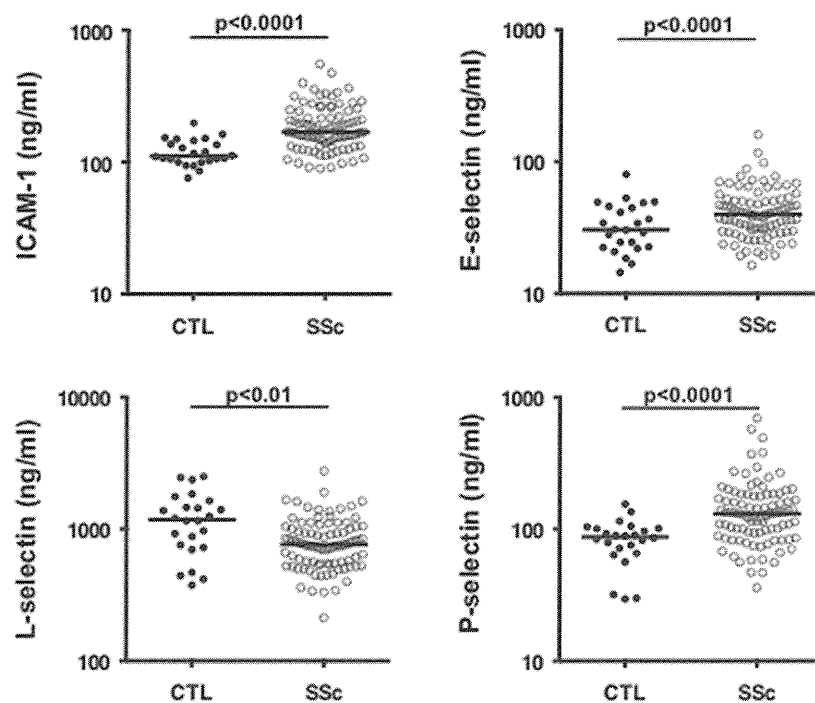 p<0.0001
1000
ICAM-1 (ng/ml)
100
10
CTL SSc
p<0.0001
1000
E-selectin (ng/ml)
100
10
CTL SSc
p<0.01
10000
L-selectin (ng/ml)
1000
100
CTL SSc
p<0.0001
1000
P-selectin (ng/ml)
100
10
CTL SSc